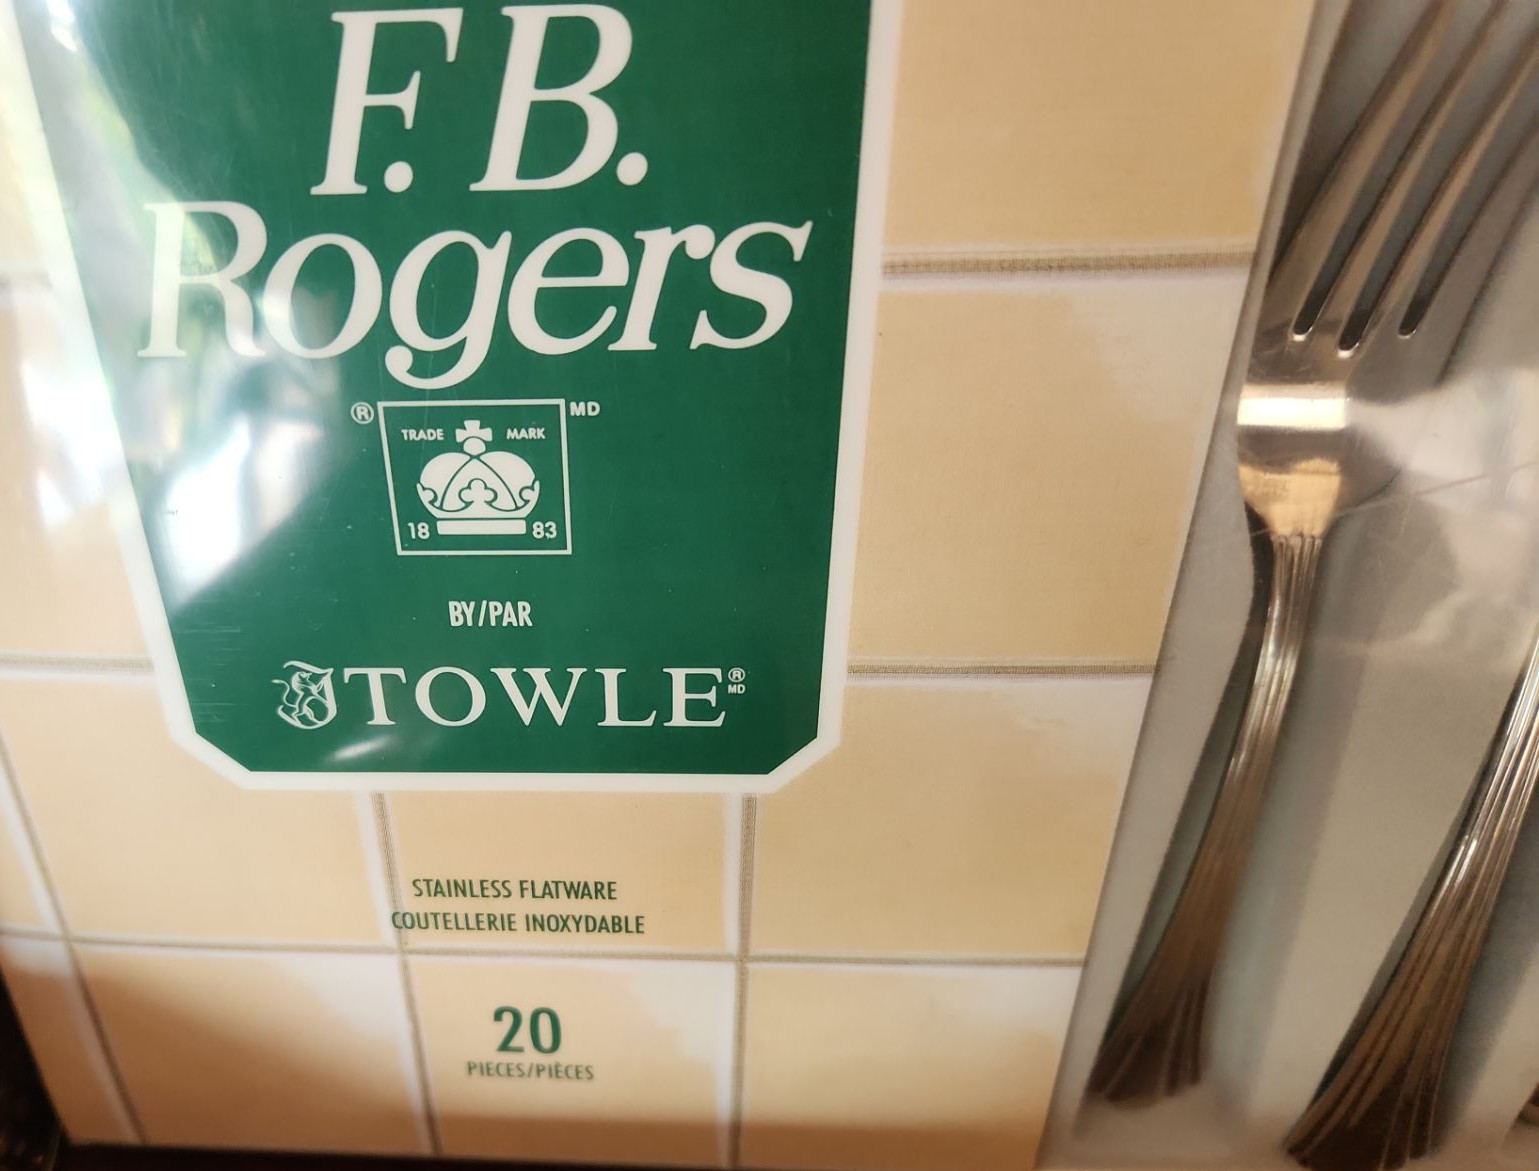 F.B.
Rogers
® MD
TRADE MARK
18 83
BY/PAR
TOWLE® MD
STAINLESS FLATWARE
COUTELLERIE INOXYDABLE
20
PIECES/PIÈCES